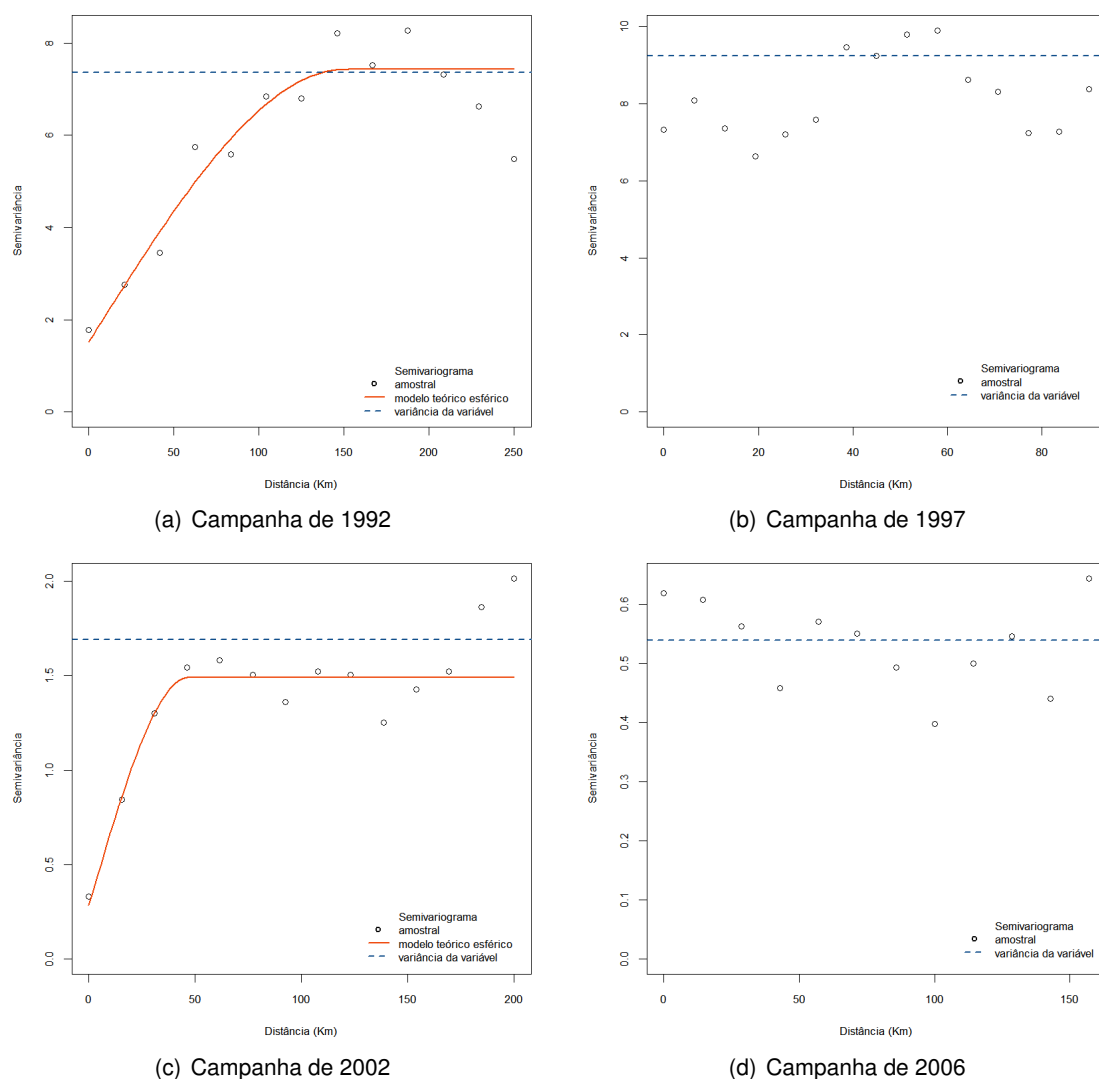 8
6
4
2
0
Semivariância
Semivariograma
amostral
modelo teórico esférico
variância da variável
0 50 100 150 200 250
Distância (Km)
(a) Campanha de 1992
10
8
6
4
2
0
Semivariância
Semivariograma
amostral
variância da variável
0 20 40 60 80
Distância (Km)
(b) Campanha de 1997
2.0
1.5
1.0
0.5
0.0
Semivariância
Semivariograma
amostral
modelo teórico esférico
variância da variável
0 50 100 150 200
Distância (Km)
(c) Campanha de 2002
0.6
0.5
0.4
0.3
0.2
0.1
0.0
Semivariância
Semivariograma
amostral
variância da variável
0 50 100 150
Distância (Km)
(d) Campanha de 2006